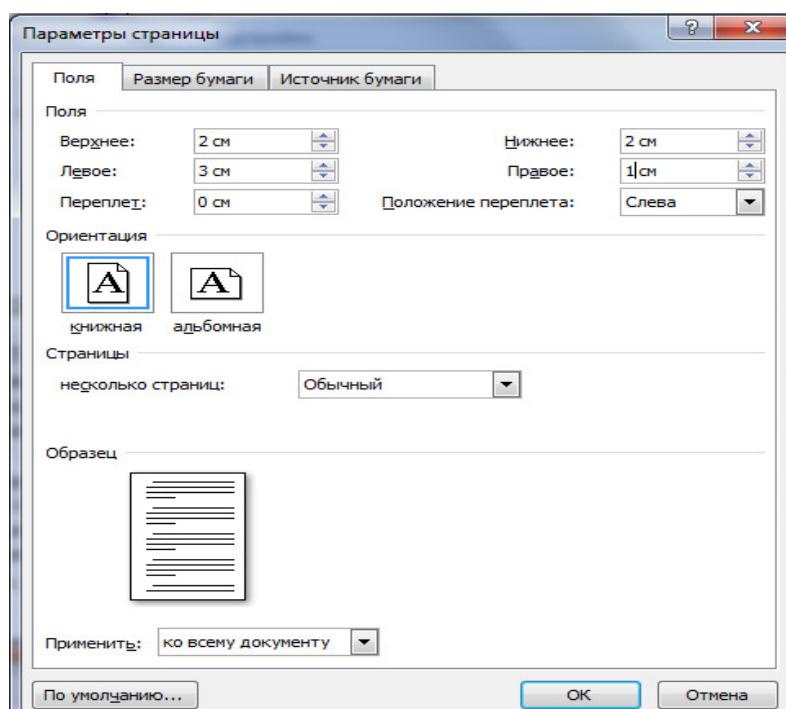 Параметры страницы
Поля Размер бумаги Источник бумаги
Поля
Верхнее: 2 см Нижнее: 2 см
Левое: 3 см Правое: 1 см
Переплет: 0 см Положение переплета: Слева
Ориентация
A A
книжная альбомная
Страницы
несколько страниц: Обычный
Образец
Применить: ко всему документу
По умолчанию... ОК Отмена